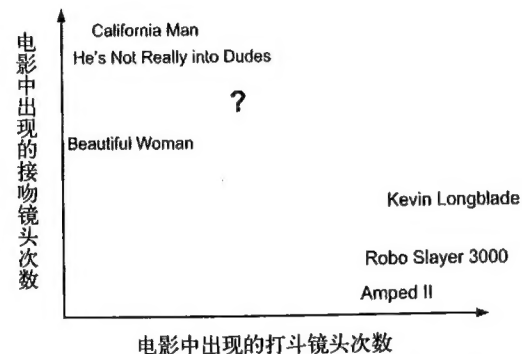 电影中出现的接吻镜头次数
California Man
He's Not Really into Dudes
?
Beautiful Woman
Kevin Longblade
Robo Slayer 3000
Amped II
电影中出现的打斗镜头次数